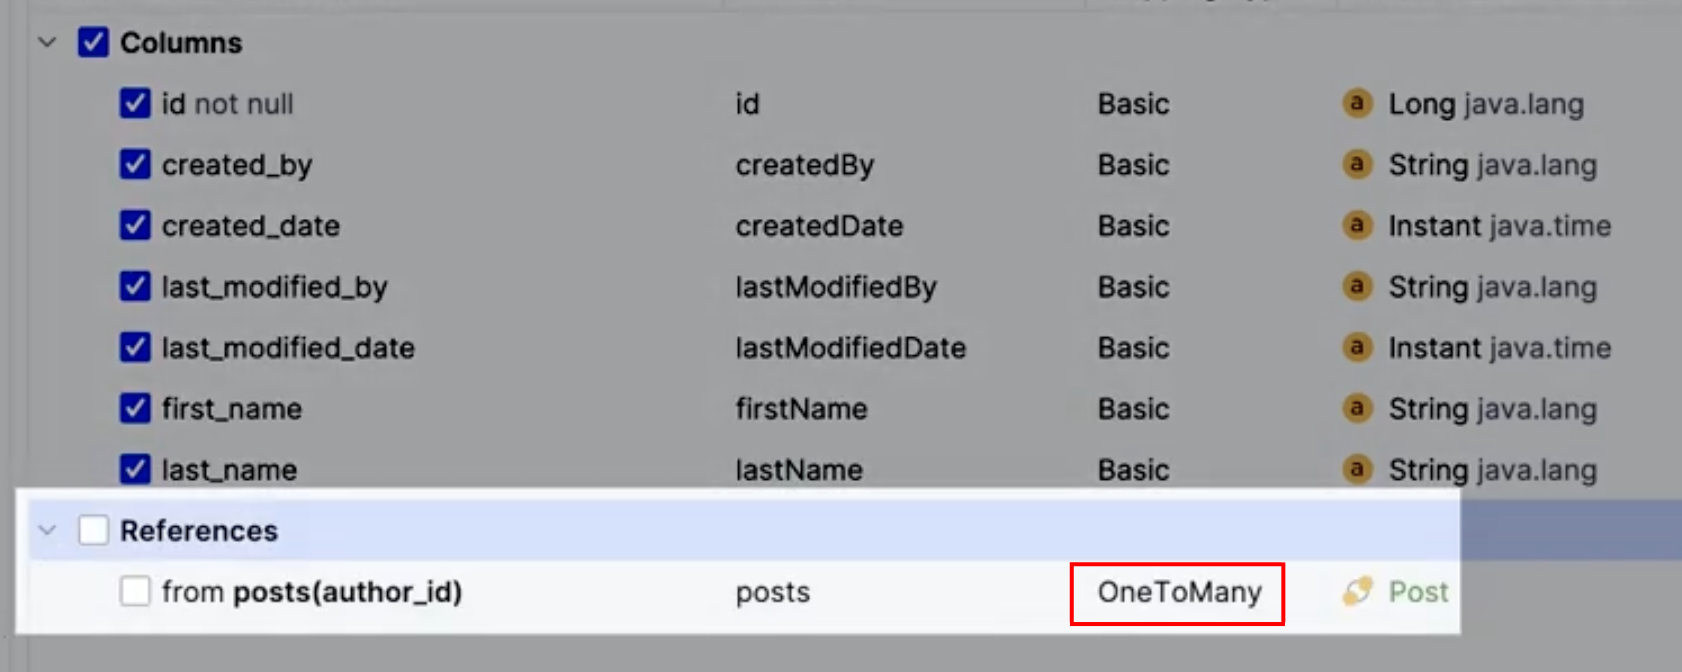 Columns
id not null id Basic a Long java.lang
created_by createdBy Basic a String java.lang
created_date createdDate Basic a Instant java.time
last_modified_by lastModifiedBy Basic a String java.lang
last_modified_date lastModifiedDate Basic a Instant java.time
first_name firstName Basic a String java.lang
last_name lastName Basic a String java.lang
References
from posts(author_id) posts OneToMany Post